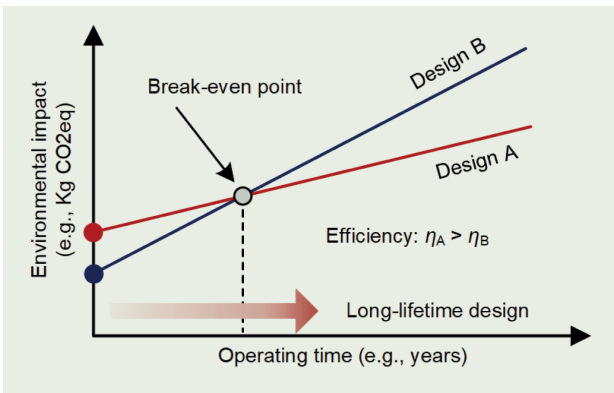 Environmental impact
(e.g., Kg CO2eq)
Break-even point
Design B
Design A
Efficiency: ηA > ηB
Long-lifetime design
Operating time (e.g., years)